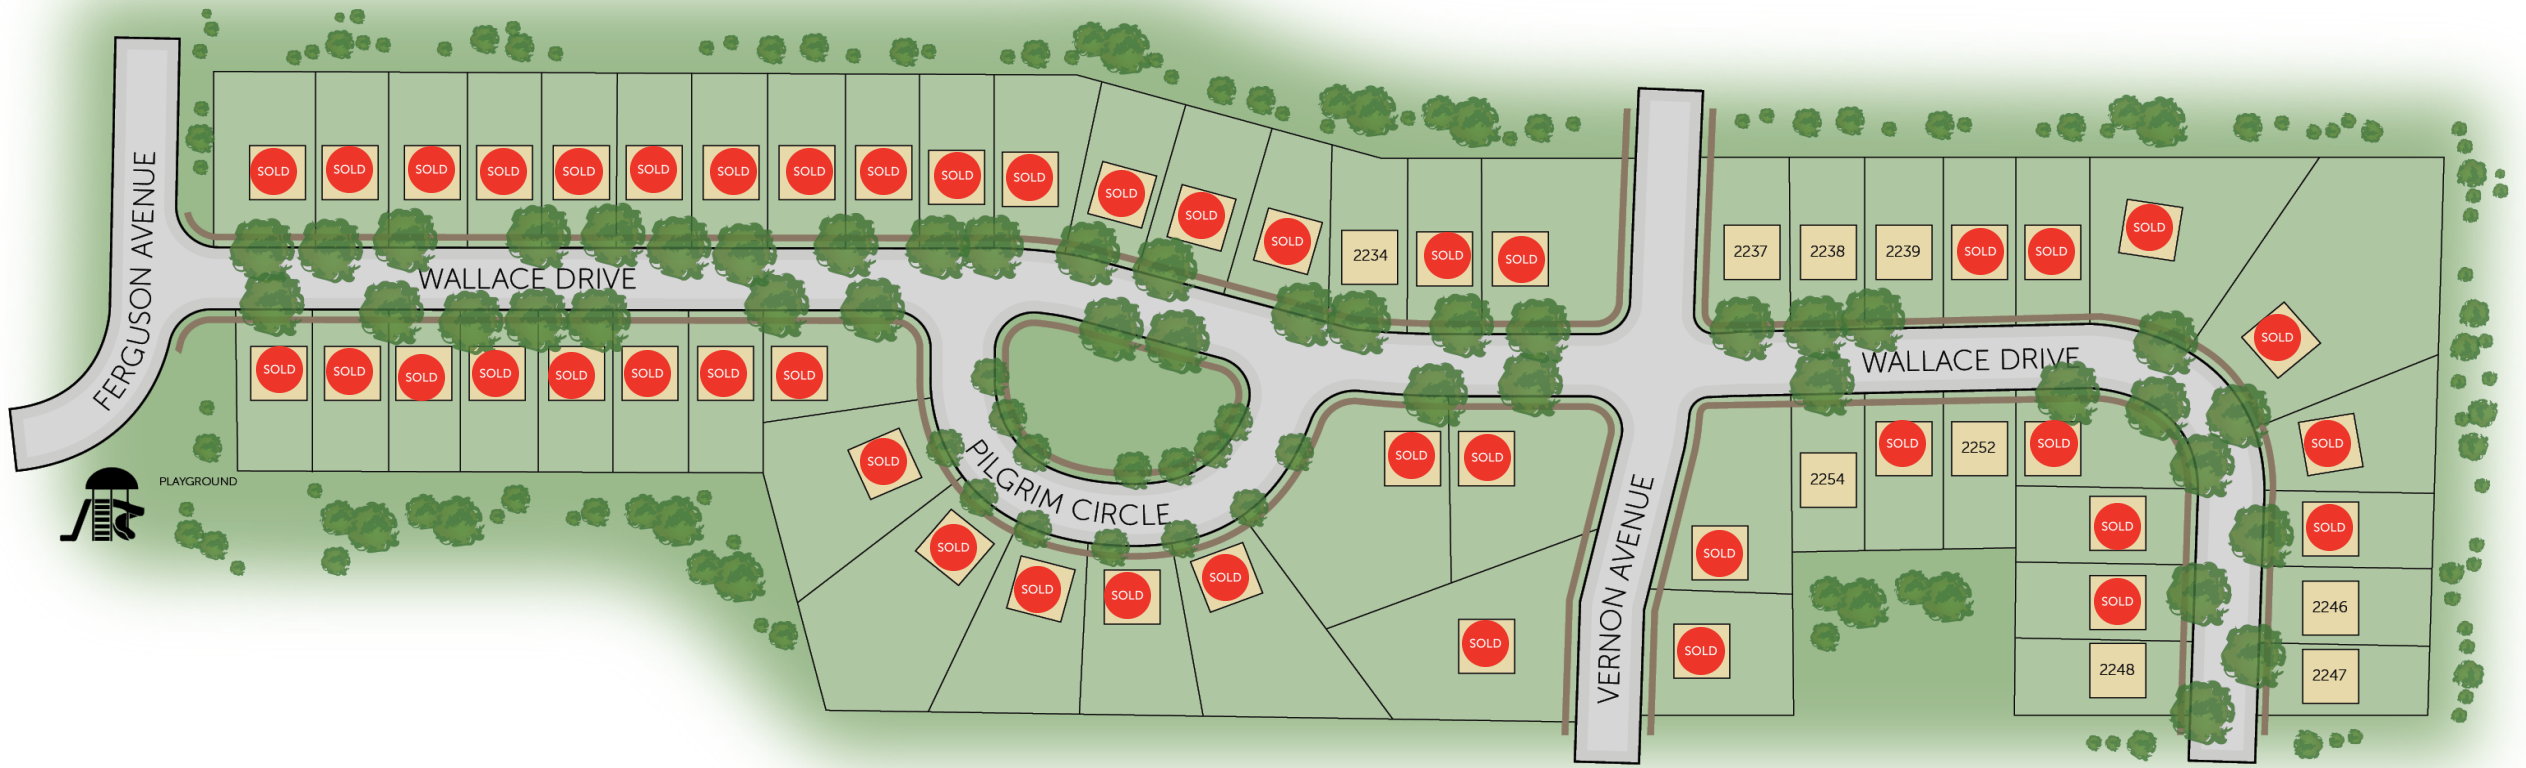 FERGUSON AVENUE
SOLD
SOLD
SOLD
SOLD
SOLD
SOLD
SOLD
SOLD
SOLD
SOLD
SOLD
SOLD
SOLD
SOLD
2234
SOLD
SOLD
2237
2238
2239
SOLD
SOLD
SOLD
WALLACE DRIVE
WALLACE DRIVE
SOLD
SOLD
SOLD
SOLD
SOLD
SOLD
SOLD
SOLD
SOLD
SOLD
SOLD
PILGRIM CIRCLE
SOLD
SOLD
SOLD
SOLD
SOLD
SOLD
VERNON AVENUE
SOLD
SOLD
2254
SOLD
2252
SOLD
SOLD
SOLD
SOLD
SOLD
2246
2248
2247
PLAYGROUND